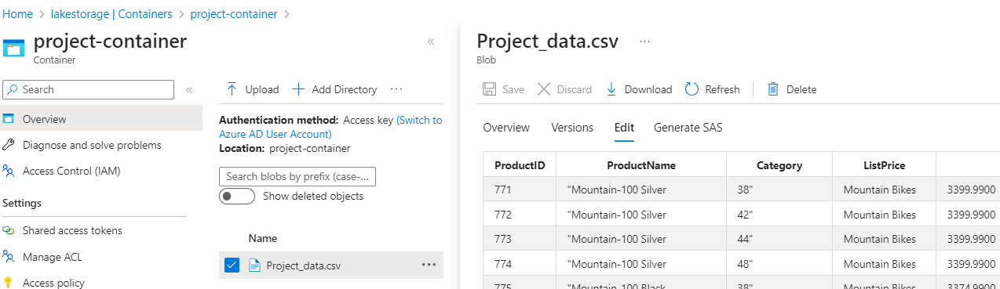 Home > lakestorage | Containers > project-container >
project-container
Container
«
Search
«
Overview
Diagnose and solve problems
Access Control (IAM)
Settings
Shared access tokens
Manage ACL
Access policy
Upload Add Directory ...
Authentication method: Access key (Switch to
Azure AD User Account)
Location: project-container
Search blobs by prefix (case-...
Show deleted objects
Name
Project_data.csv ...
Project_data.csv ...
Blob
Save Discard Download Refresh Delete
Overview Versions Edit Generate SAS
ProductID ProductName Category ListPrice
771 "Mountain-100 Silver 38" Mountain Bikes 3399.9900
772 "Mountain-100 Silver 42" Mountain Bikes 3399.9900
773 "Mountain-100 Silver 44" Mountain Bikes 3399.9900
774 "Mountain-100 Silver 48" Mountain Bikes 3399.9900
775 "Mountain-100 Black 38" Mountain Bikes 3374.9900